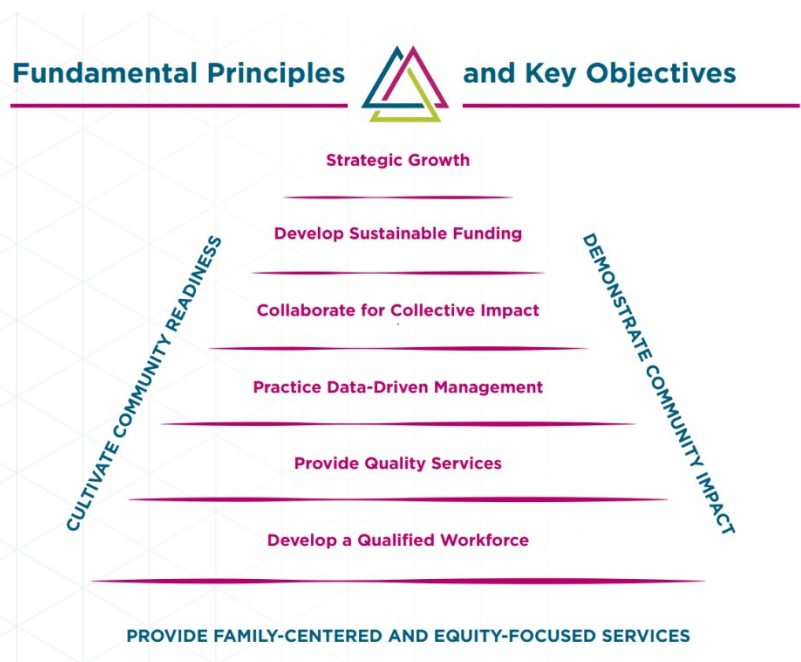 Fundamental Principles and Key Objectives
Strategic Growth
Develop Sustainable Funding
Collaborate for Collective Impact
Practice Data-Driven Management
Provide Quality Services
Develop a Qualified Workforce
CULTIVATE COMMUNITY READINESS
DEMONSTRATE COMMUNITY IMPACT
PROVIDE FAMILY-CENTERED AND EQUITY-FOCUSED SERVICES